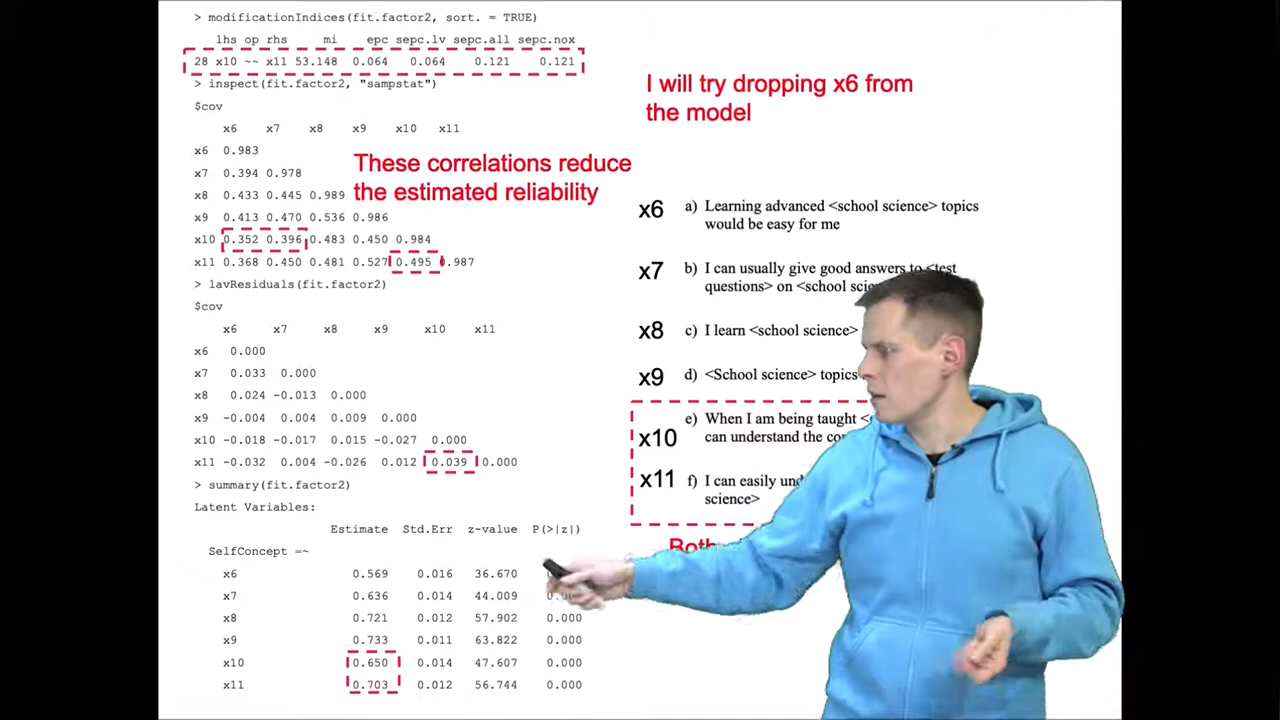 > modificationIndices(fit.factor2, sort. = TRUE)
lhs op rhs mi epc sepc.lv sepc.all sepc.nox
28 x10 ~~ x11 53.148 0.064 0.064 0.121 0.121
> inspect(fit.factor2, "sampstat")
$cov
x6 x7 x8 x9 x10 x11
x6 0.983
x7 0.394 0.978
x8 0.433 0.445 0.989
x9 0.413 0.470 0.536 0.986
x10 0.352 0.396 0.483 0.450 0.984
x11 0.368 0.450 0.481 0.527 0.495 0.987
> lavResiduals(fit.factor2)
$cov
x6 x7 x8 x9 x10 x11
x6 0.000
x7 0.033 0.000
x8 0.024 -0.013 0.000
x9 -0.004 0.004 0.009 0.000
x10 -0.018 -0.017 0.015 -0.027 0.000
x11 -0.032 0.004 -0.026 0.012 0.039 0.000
> summary(fit.factor2)
Latent Variables:
Estimate Std.Err z-value P(>|z|)
SelfConcept =~
x6 0.569 0.016 36.670
x7 0.636 0.014 44.009
x8 0.721 0.012 57.902 0.000
x9 0.733 0.011 63.822 0.000
x10 0.650 0.014 47.607 0.000
x11 0.703 0.012 56.744 0.000
These correlations reduce
the estimated reliability
I will try dropping x6 from
the model
x6 a) Learning advanced <school science> topics
would be easy for me
x7 b) I can usually give good answers to <test
questions> on <school
x8 c) I learn <school science>
x9 d) <School science> topics
x10 e) When I am being taught
can understand the
x11 f) I can easily
science>
Both